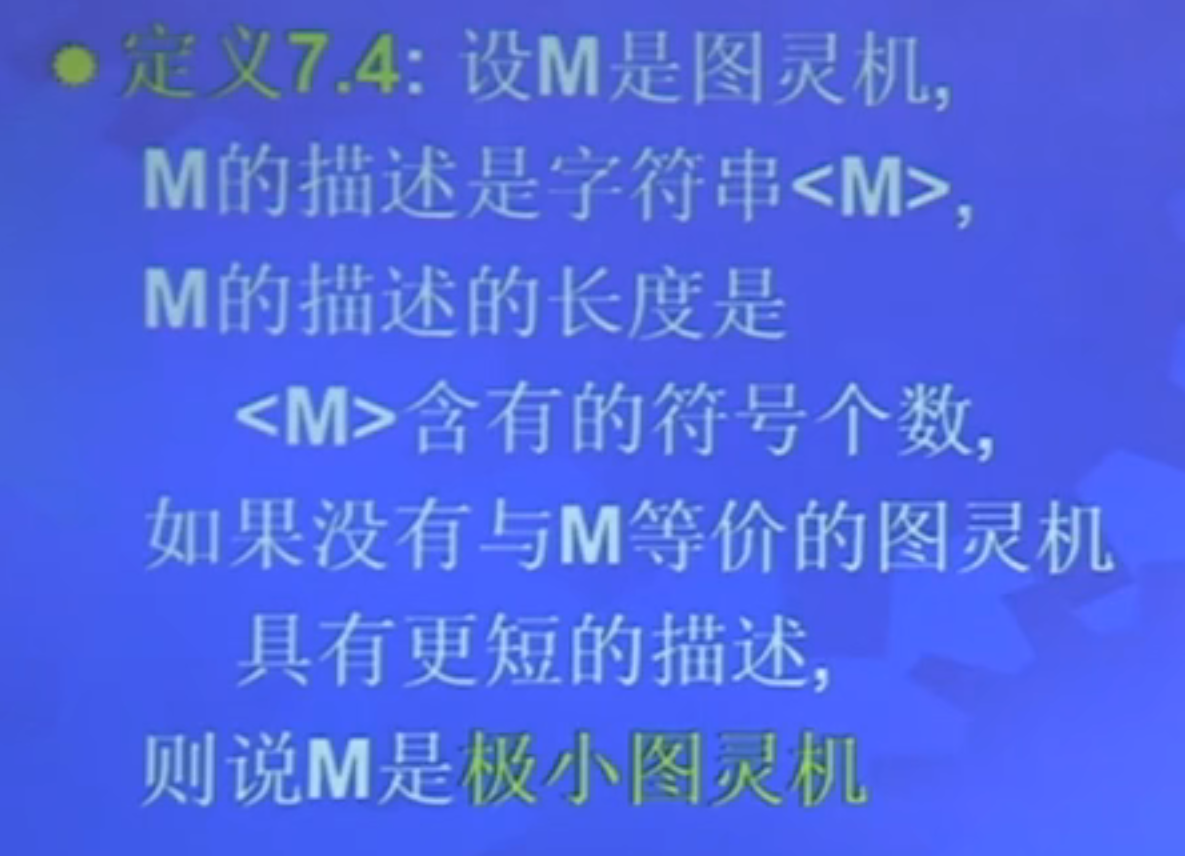 定义7.4: 设M是图灵机,
M的描述是字符串<M>,
M的描述的长度是
<M>含有的符号个数,
如果没有与M等价的图灵机
具有更短的描述,
则说M是极小图灵机